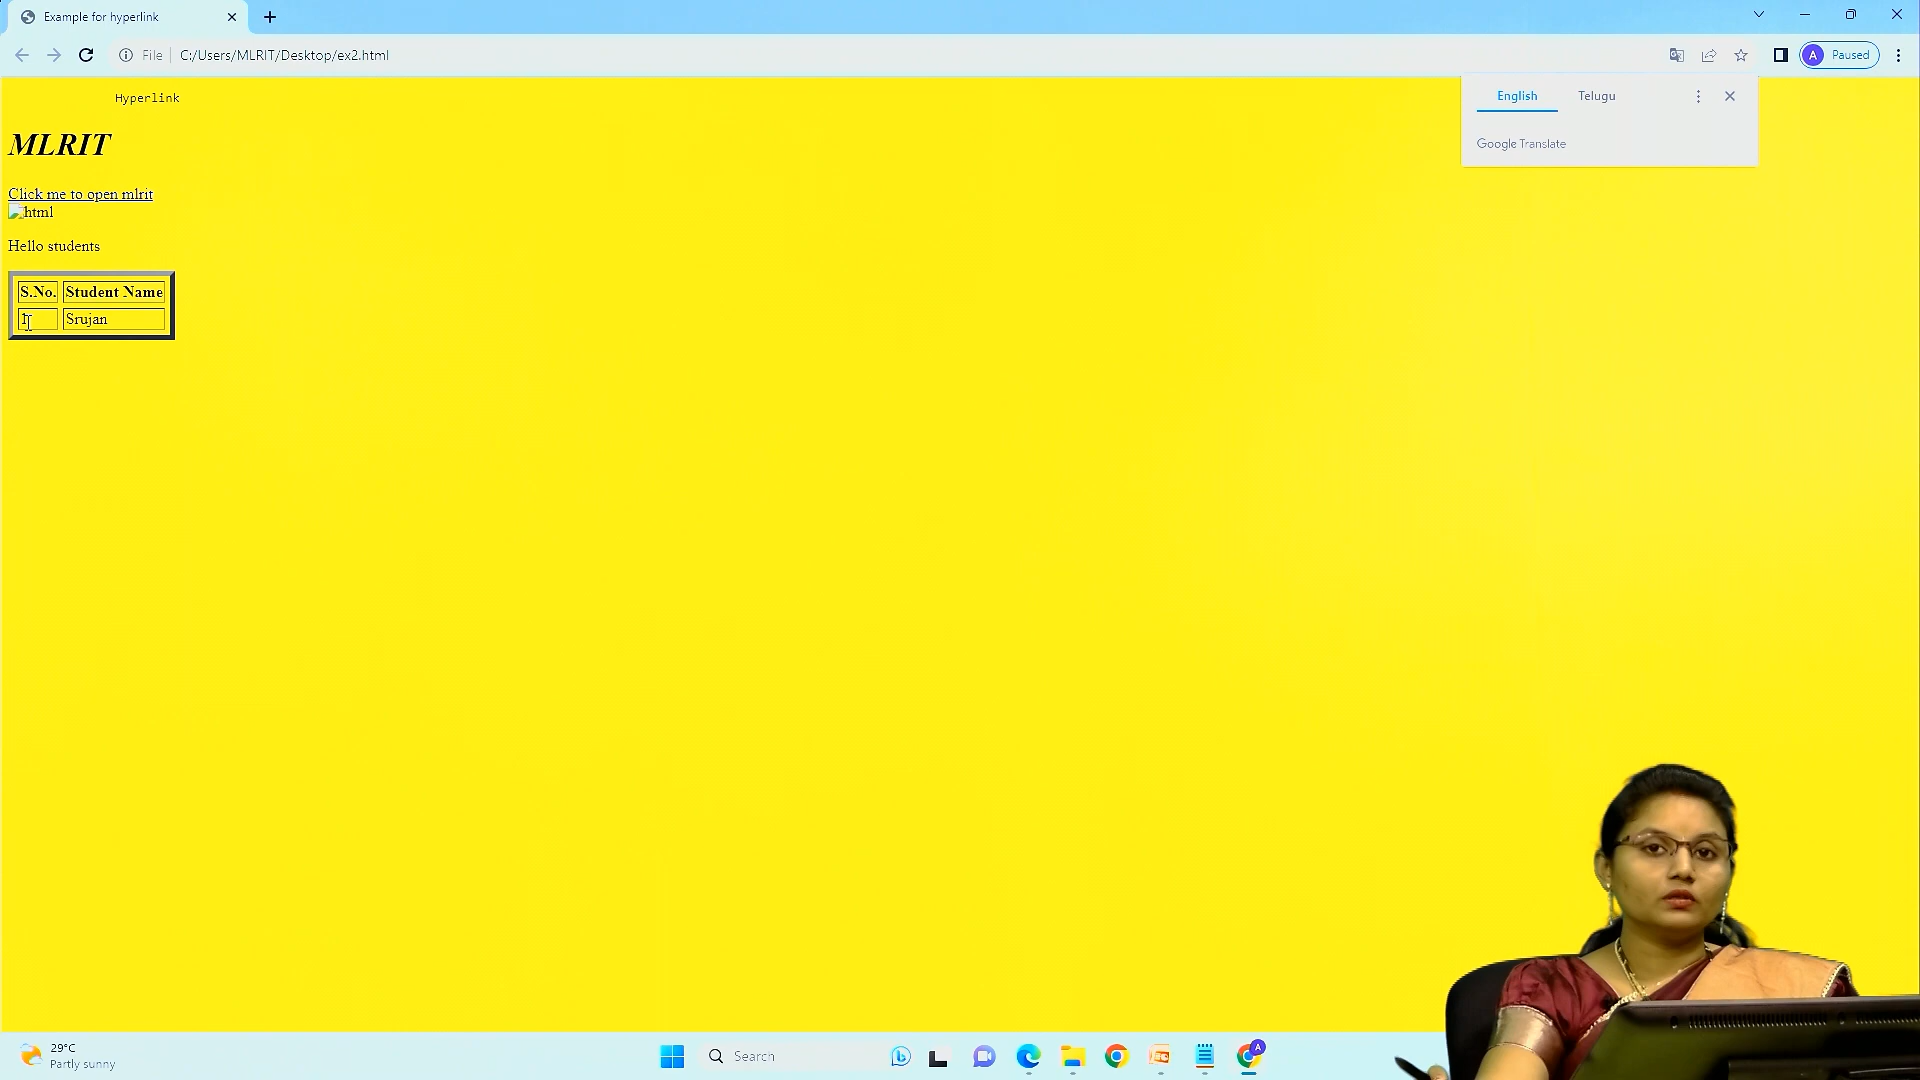 Example for hyperlink
File C:/Users/MLRIT/Desktop/ex2.html
A Paused
English Telugu
Google Translate
Hyperlink
MLRIT
Click me to open mlrit
html
Hello students
S.No. Student Name
1 Srujan
29°C
Partly sunny
Search
A